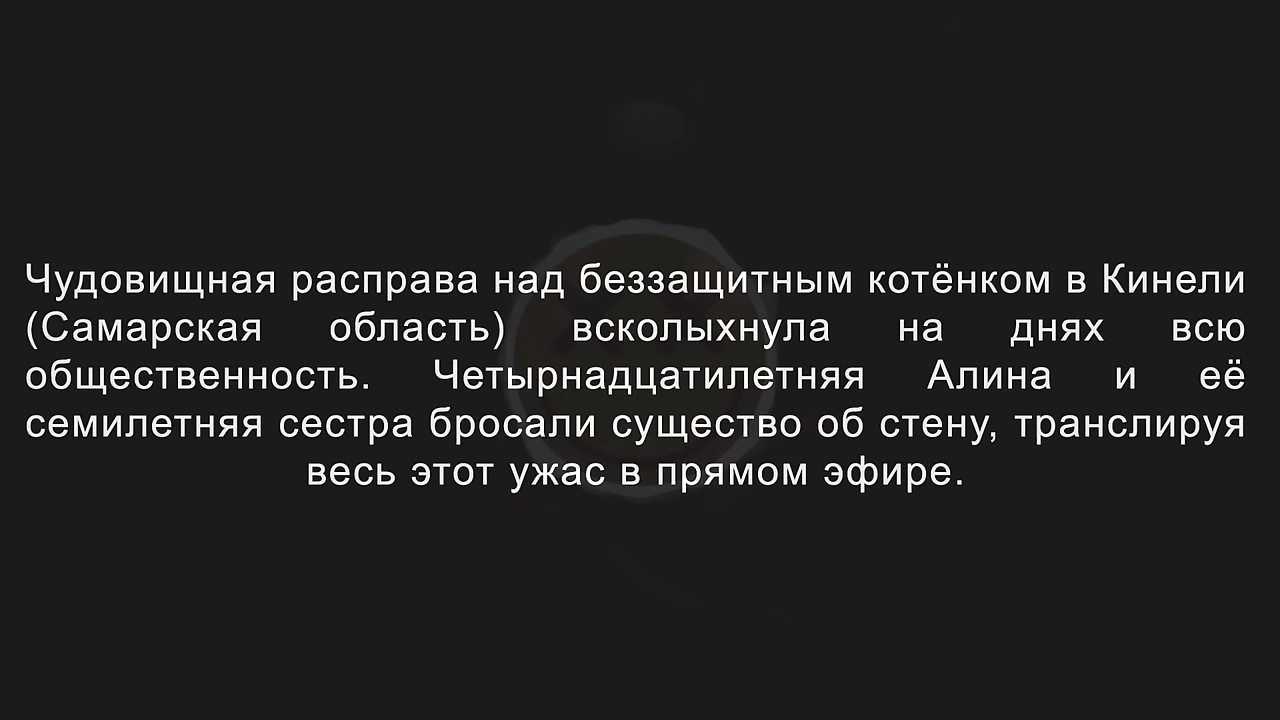 Чудовищная расправа над беззащитным котёнком в Кинели
(Самарская область) всколыхнула на днях всю
общественность. Четырнадцатилетняя Алина и её
семилетняя сестра бросали существо об стену, транслируя
весь этот ужас в прямом эфире.